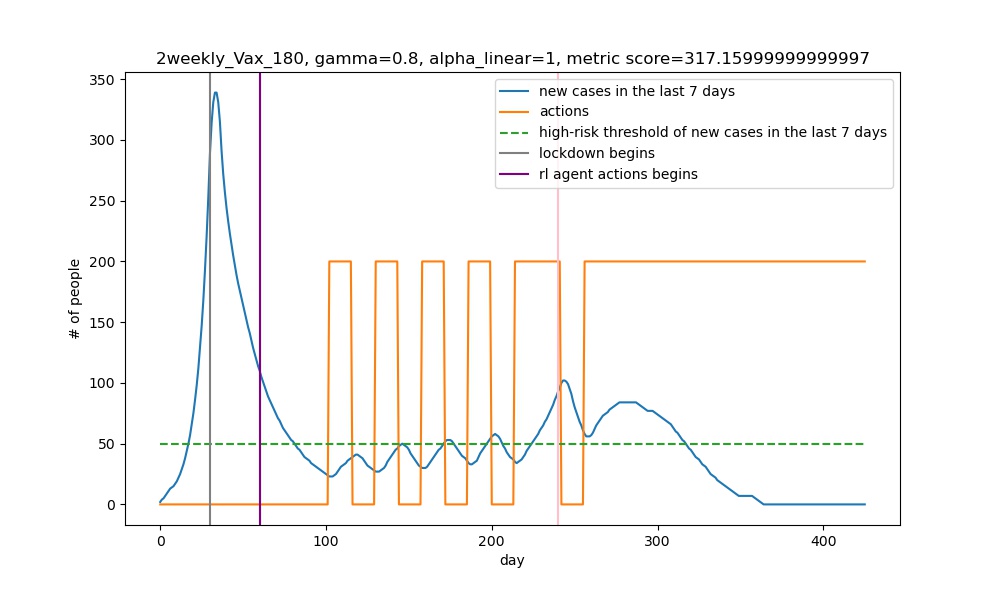 2weekly_Vax_180, gamma=0.8, alpha_linear=1, metric score=317.15999999999997
new cases in the last 7 days
actions
high-risk threshold of new cases in the last 7 days
lockdown begins
rl agent actions begins
# of people
350
300
250
200
150
100
50
0
0
100
200
300
400
day